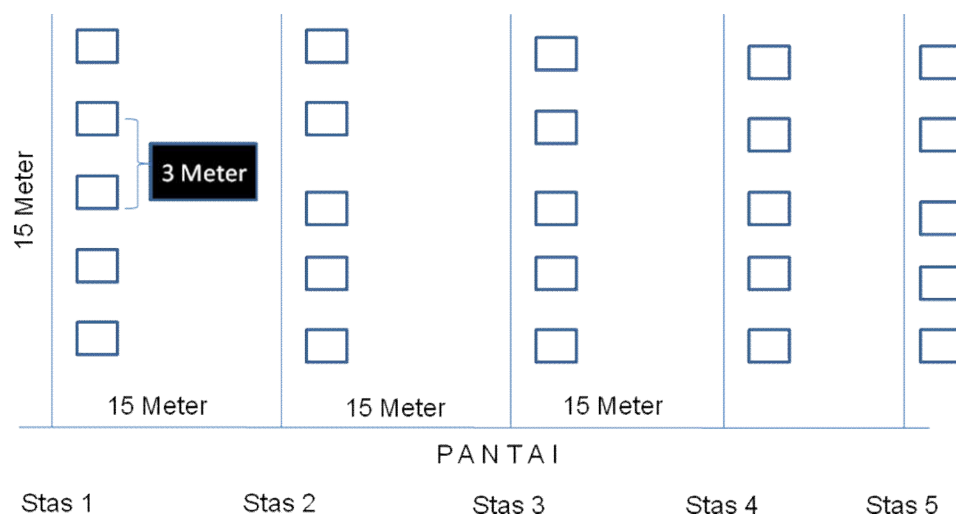 3 Meter
15 Meter
15 Meter
15 Meter
15 Meter
PANTAI
Stas 1
Stas 2
Stas 3
Stas 4
Stas 5